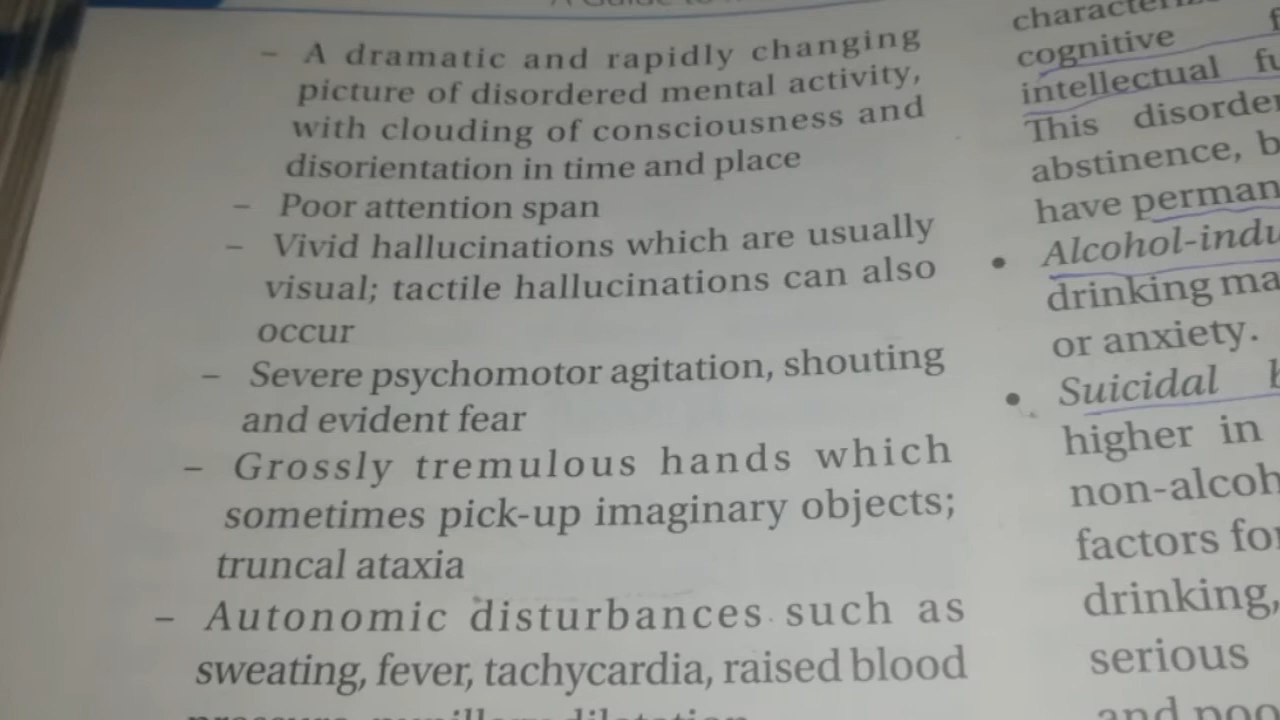 – A dramatic and rapidly changing
picture of disordered mental activity,
with clouding of consciousness and
disorientation in time and place
– Poor attention span
– Vivid hallucinations which are usually
visual; tactile hallucinations can also
occur
– Severe psychomotor agitation, shouting
and evident fear
– Grossly tremulous hands which
sometimes pick-up imaginary objects;
truncal ataxia
– Autonomic disturbances such as
sweating, fever, tachycardia, raised blood
cognitive
intellectual
This disorder
abstinence,
have
• Alcohol-
drinking
or anxiety.
• Suicidal
higher in
non-
factors
drinking,
serious